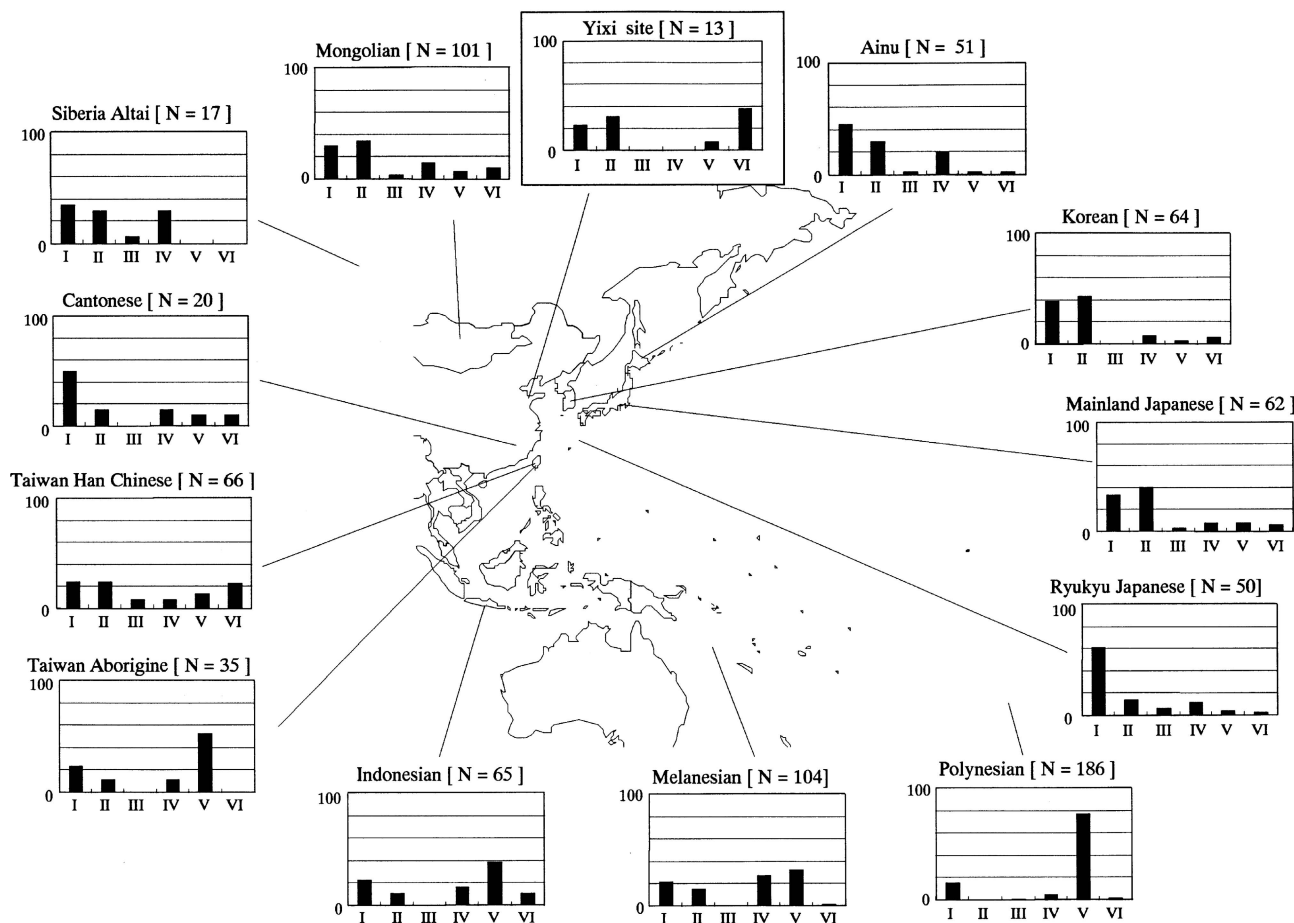 Yixi site [ N = 13 ]
100
0
I II III IV V VI
Mongolian [ N = 101 ]
100
0
I II III IV V VI
Ainu [ N = 51 ]
100
0
I II III IV V VI
Siberia Altai [ N = 17 ]
100
0
I II III IV V VI
Korean [ N = 64 ]
100
0
I II III IV V VI
Cantonese [ N = 20 ]
100
0
I II III IV V VI
Mainland Japanese [ N = 62 ]
100
0
I II III IV V VI
Taiwan Han Chinese [ N = 66 ]
100
0
I II III IV V VI
Ryukyu Japanese [ N = 50]
100
0
I II III IV V VI
Taiwan Aborigine [ N = 35 ]
100
0
I II III IV V VI
Indonesian [ N = 65 ]
100
0
I II III IV V VI
Melanesian [ N = 104 ]
100
0
I II III IV V VI
Polynesian [ N = 186 ]
100
0
I II III IV V VI